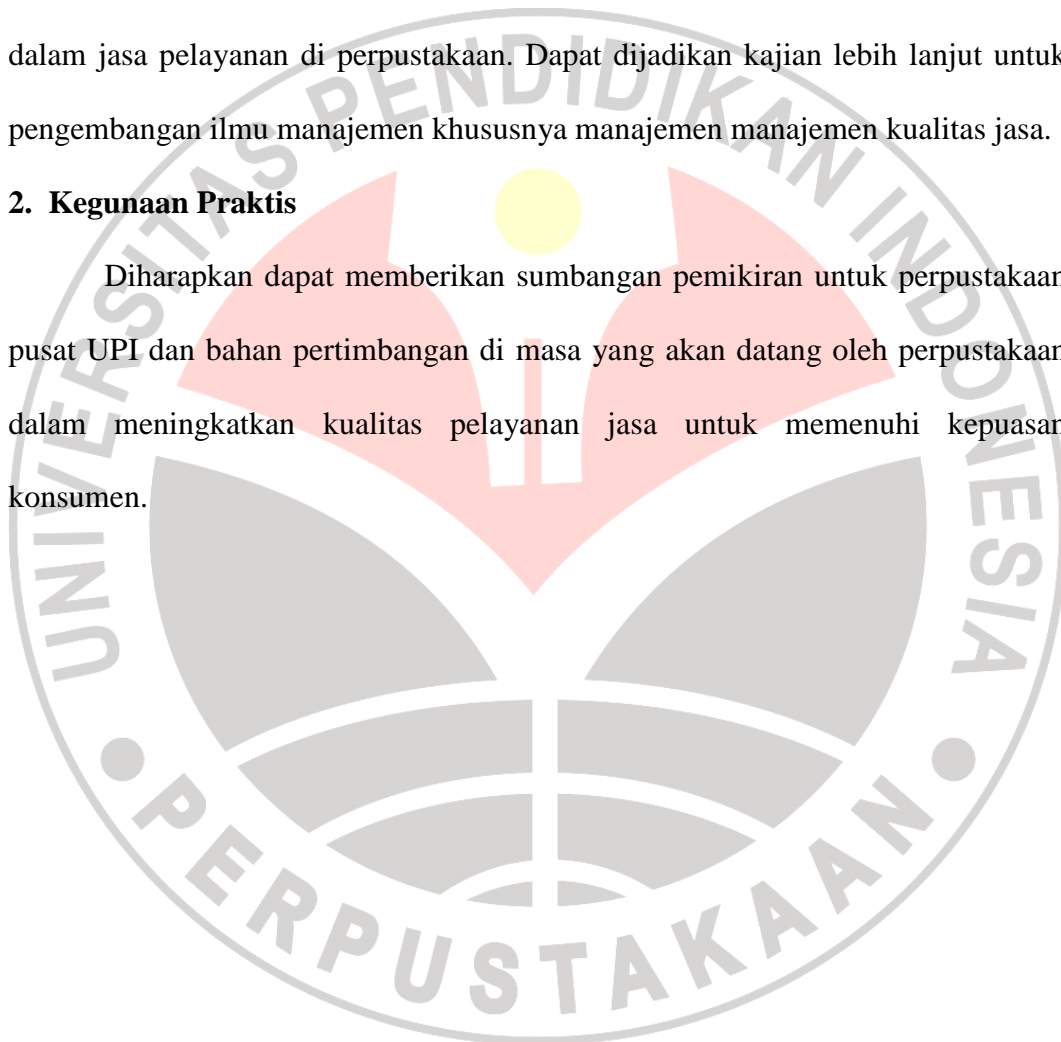 dalam jasa pelayanan di perpustakaan. Dapat dijadikan kajian lebih lanjut untuk
pengembangan ilmu manajemen khususnya manajemen manajemen kualitas jasa.
2. Kegunaan Praktis
Diharapkan dapat memberikan sumbangan pemikiran untuk perpustakaan
pusat UPI dan bahan pertimbangan di masa yang akan datang oleh perpustakaan
dalam meningkatkan kualitas pelayanan jasa untuk memenuhi kepuasan
konsumen.
UNIVERSITAS PENDIDIKAN INDONESIA
PERPUSTAKAAN